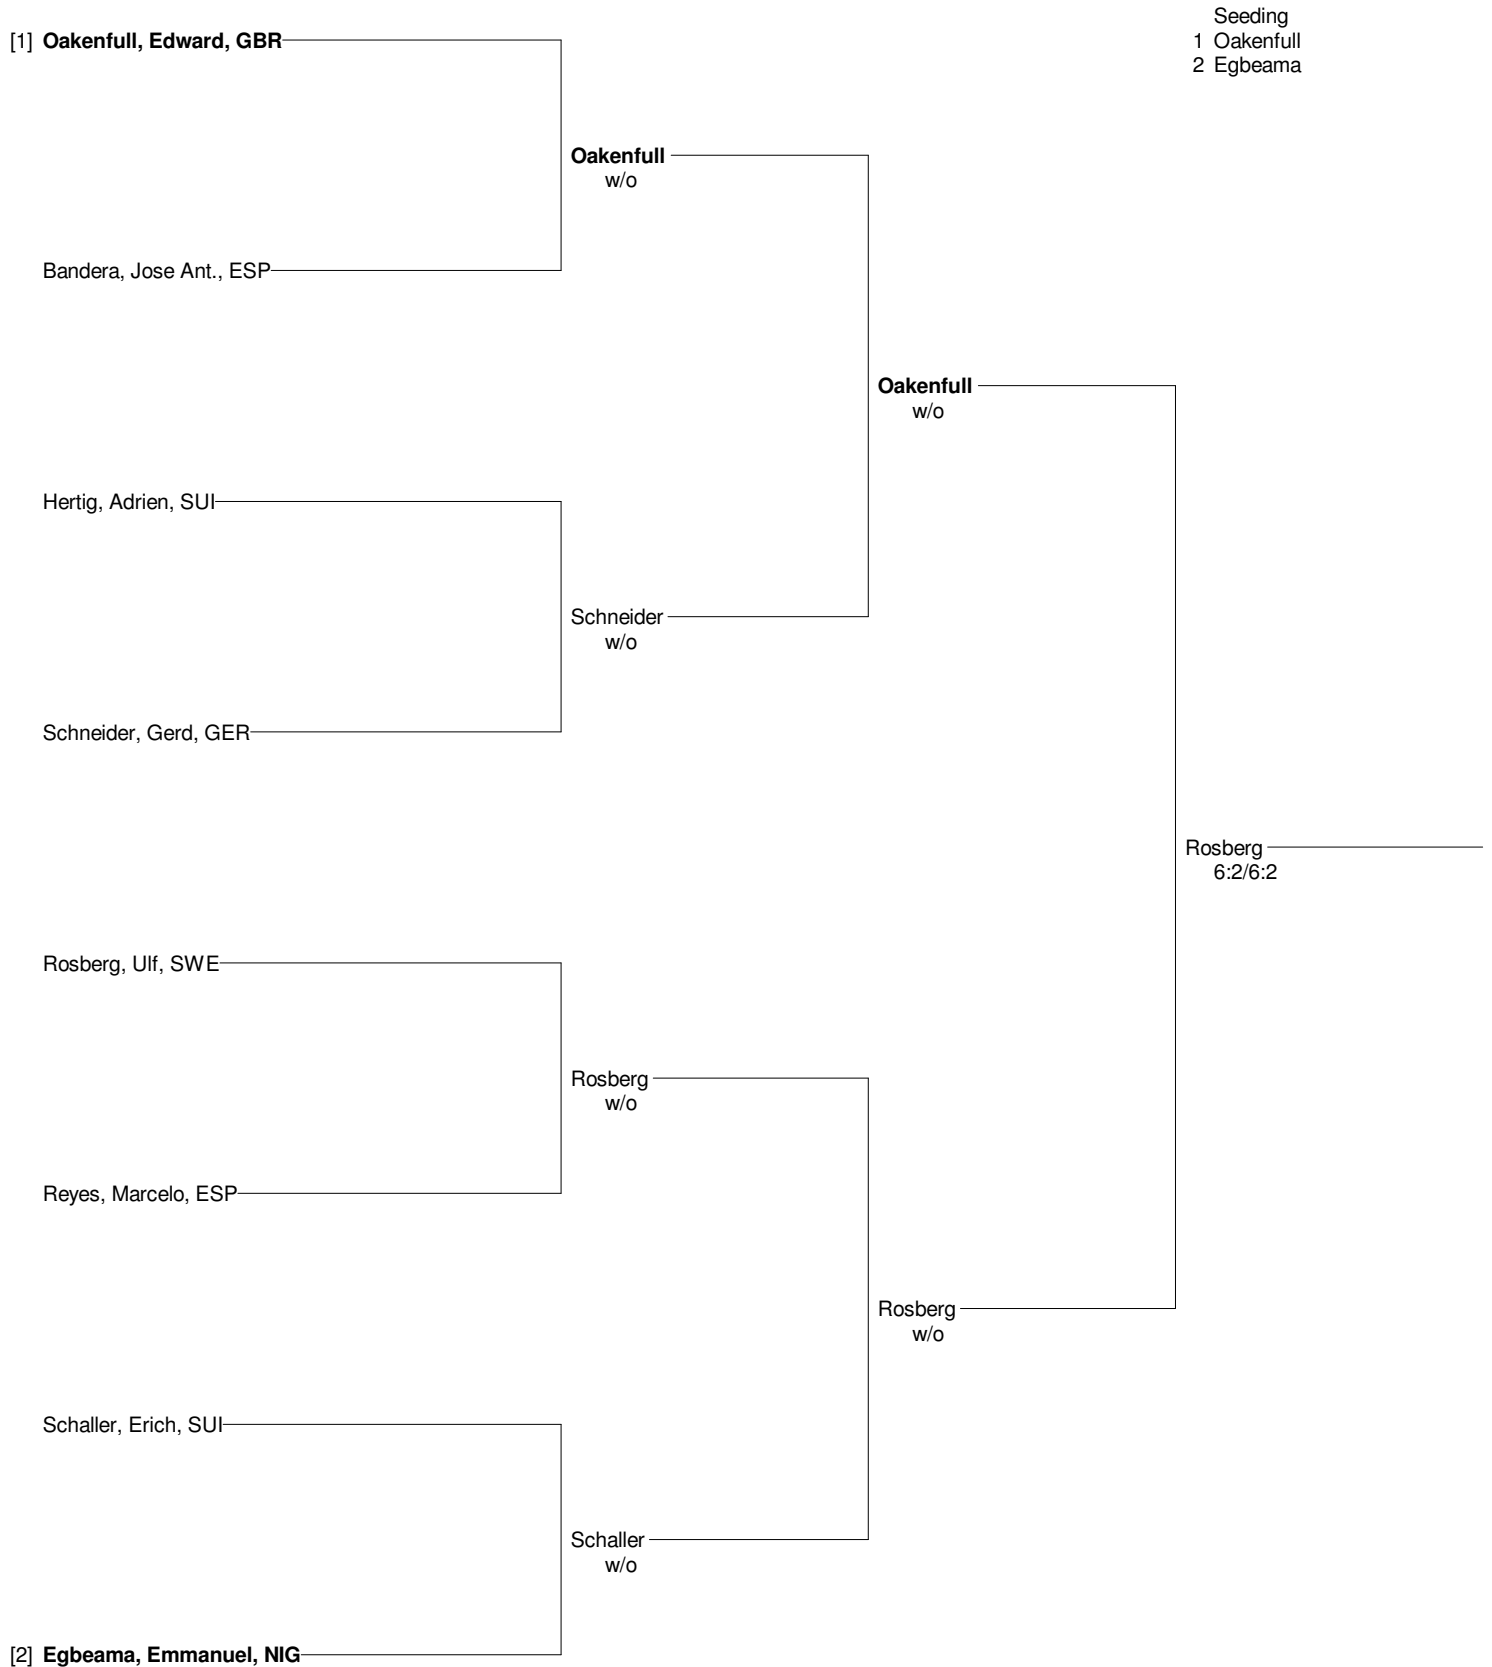 Seeding
[1] Oakenfull, Edward, GBR
1 Oakenfull
2 Egbeama
Oakenfull
w/o
Bandera, Jose Ant., ESP
Oakenfull
w/o
Hertig, Adrien, SUI
Schneider
w/o
Schneider, Gerd, GER
Rosberg
6:2/6:2
Rosberg, Ulf, SWE
Rosberg
w/o
Reyes, Marcelo, ESP
Rosberg
w/o
Schaller, Erich, SUI
Schaller
w/o
[2] Egbeama, Emmanuel, NIG